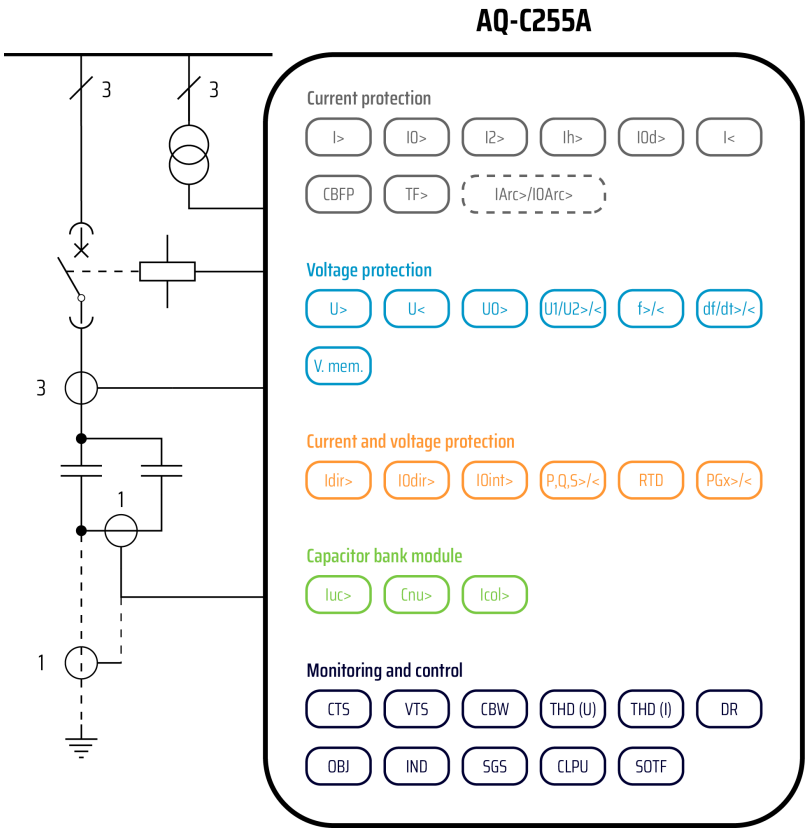 AQ-C255A
3 3
Current protection
I> I0> I2> Ih> I0d> I<
CBFP TF> IArc>/I0Arc>
Voltage protection
U> U< U0> U1/U2>/< f>/< df/dt>/<
V. mem.
3
Current and voltage protection
Idir> I0dir> I0int> P,Q,S>/< RTD PGx>/<
1
Capacitor bank module
Iuc> Cnu> Icol>
1
Monitoring and control
CTS VTS CBW THD (U) THD (I) DR
OBJ IND SGS CLPU SOTF